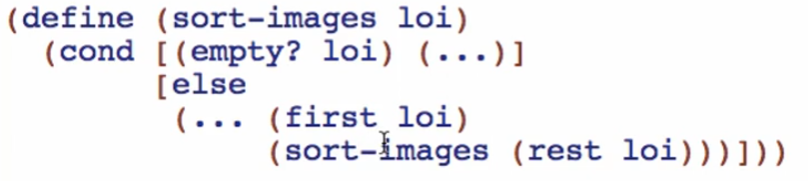 (define (sort-images loi)
  (cond [(empty? loi) (...)]
        [else
         (... (first loi)
              (sort-images (rest loi)))]))